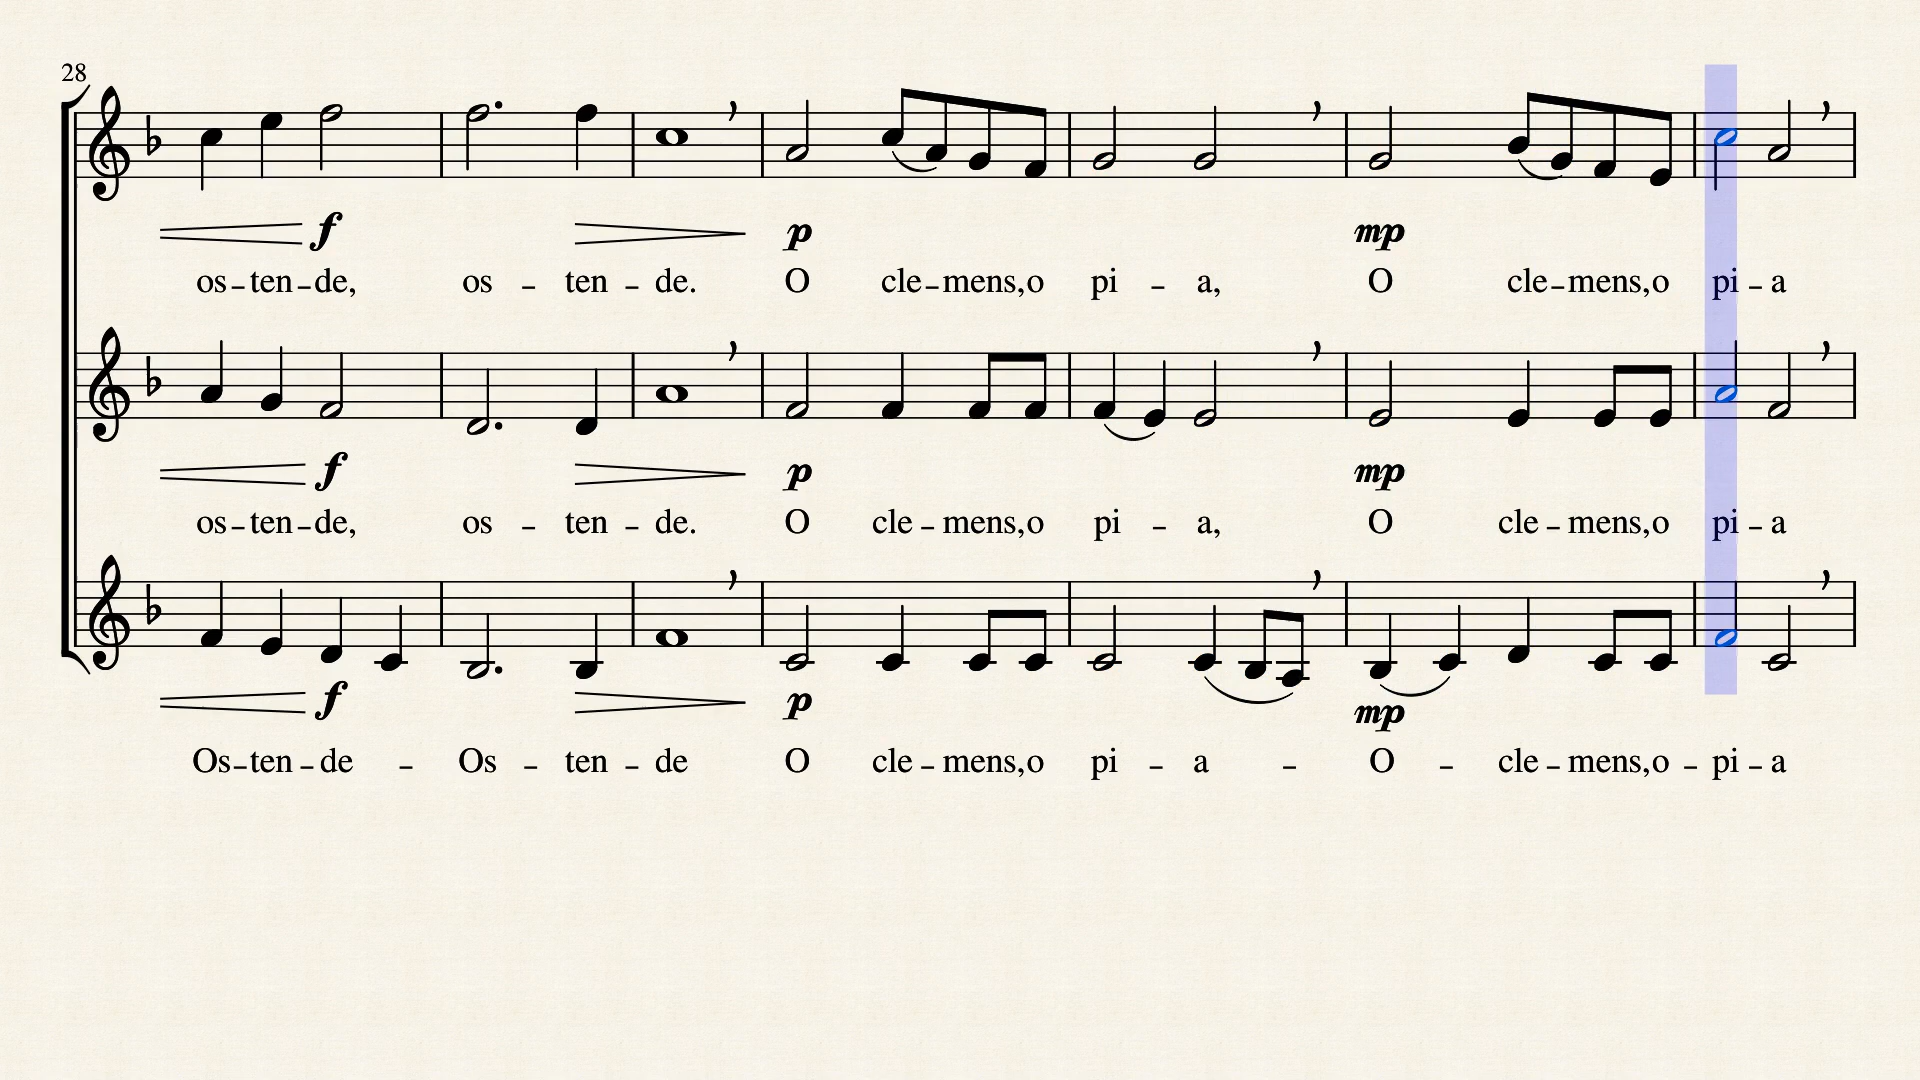 28
f p mp
os-ten-de, os - ten - de. O cle-mens,o pi - a, O cle-mens,o pi - a
f p mp
os-ten-de, os - ten - de. O cle - mens,o pi - a, O cle - mens,o pi - a
f p mp
Os-ten-de - Os - ten - de O cle - mens,o pi - a - O - cle - mens,o - pi - a